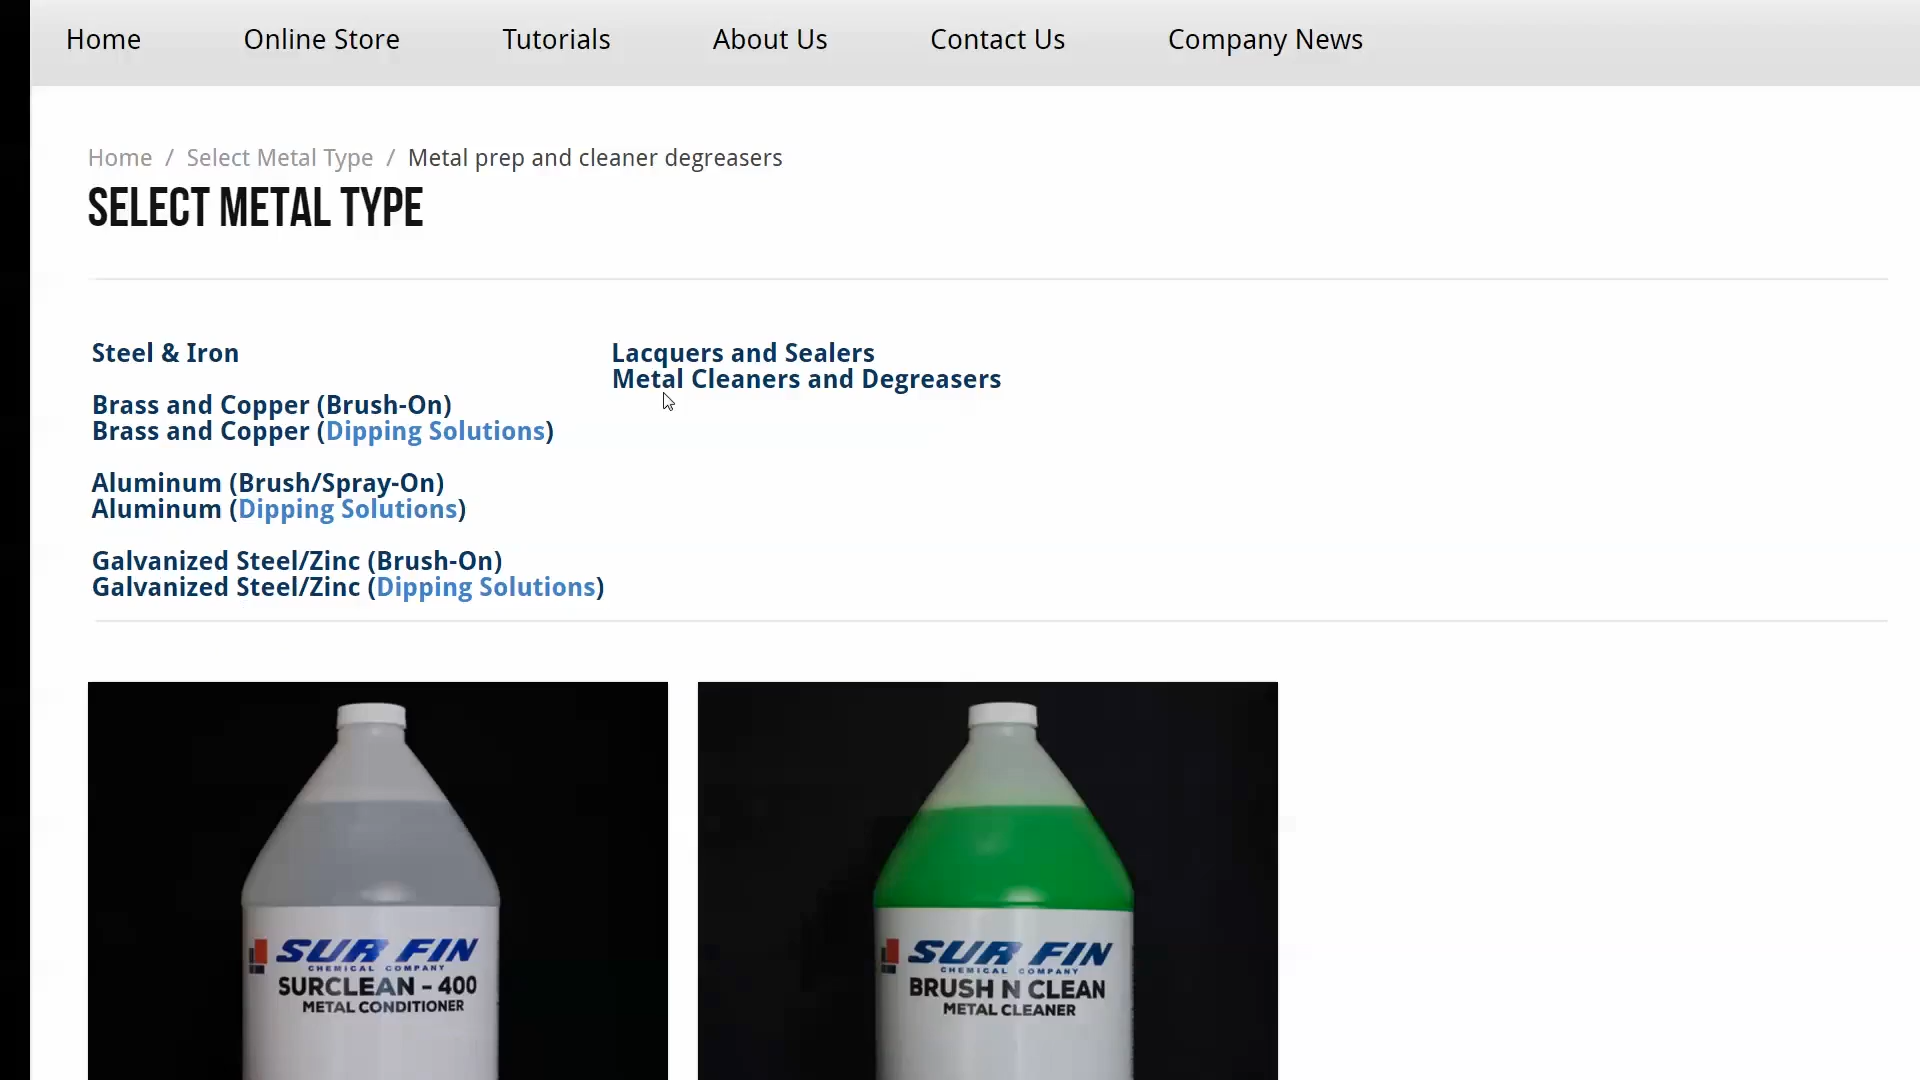 Home Online Store Tutorials About Us Contact Us Company News
Home / Select Metal Type / Metal prep and cleaner degreasers
SELECT METAL TYPE
Steel & Iron
Brass and Copper (Brush-On)
Brass and Copper (Dipping Solutions)
Aluminum (Brush/Spray-On)
Aluminum (Dipping Solutions)
Galvanized Steel/Zinc (Brush-On)
Galvanized Steel/Zinc (Dipping Solutions)
Lacquers and Sealers
Metal Cleaners and Degreasers
SUR FIN
CHEMICAL COMPANY
SURCLEAN - 400
METAL CONDITIONER
SUR FIN
CHEMICAL COMPANY
BRUSH N CLEAN
METAL CLEANER